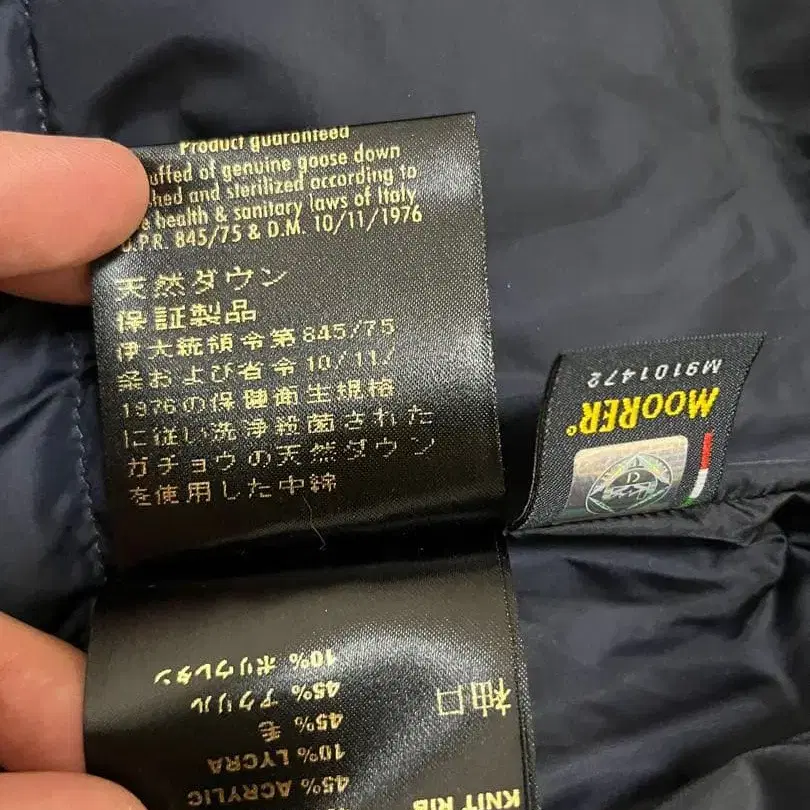 Product guaranteed
uffed of genuine goose down
hed and sterilized according to
e health & sanitary laws of Italy
.P.R. 845/75 & D.M. 10/11/1976
天然ダウン
保証製品
伊大統領令第845/75
条および省令10/11/
1976の保健衛生規格
に従い洗浄殺菌された
ガチョウの天然ダウン
を使用した中綿
MOORER®
M9101472
KNIT RIB
45% ACRYLIC
10% LYCRA
袖口
45% 毛
45% アクリル
10% ポリウレタン